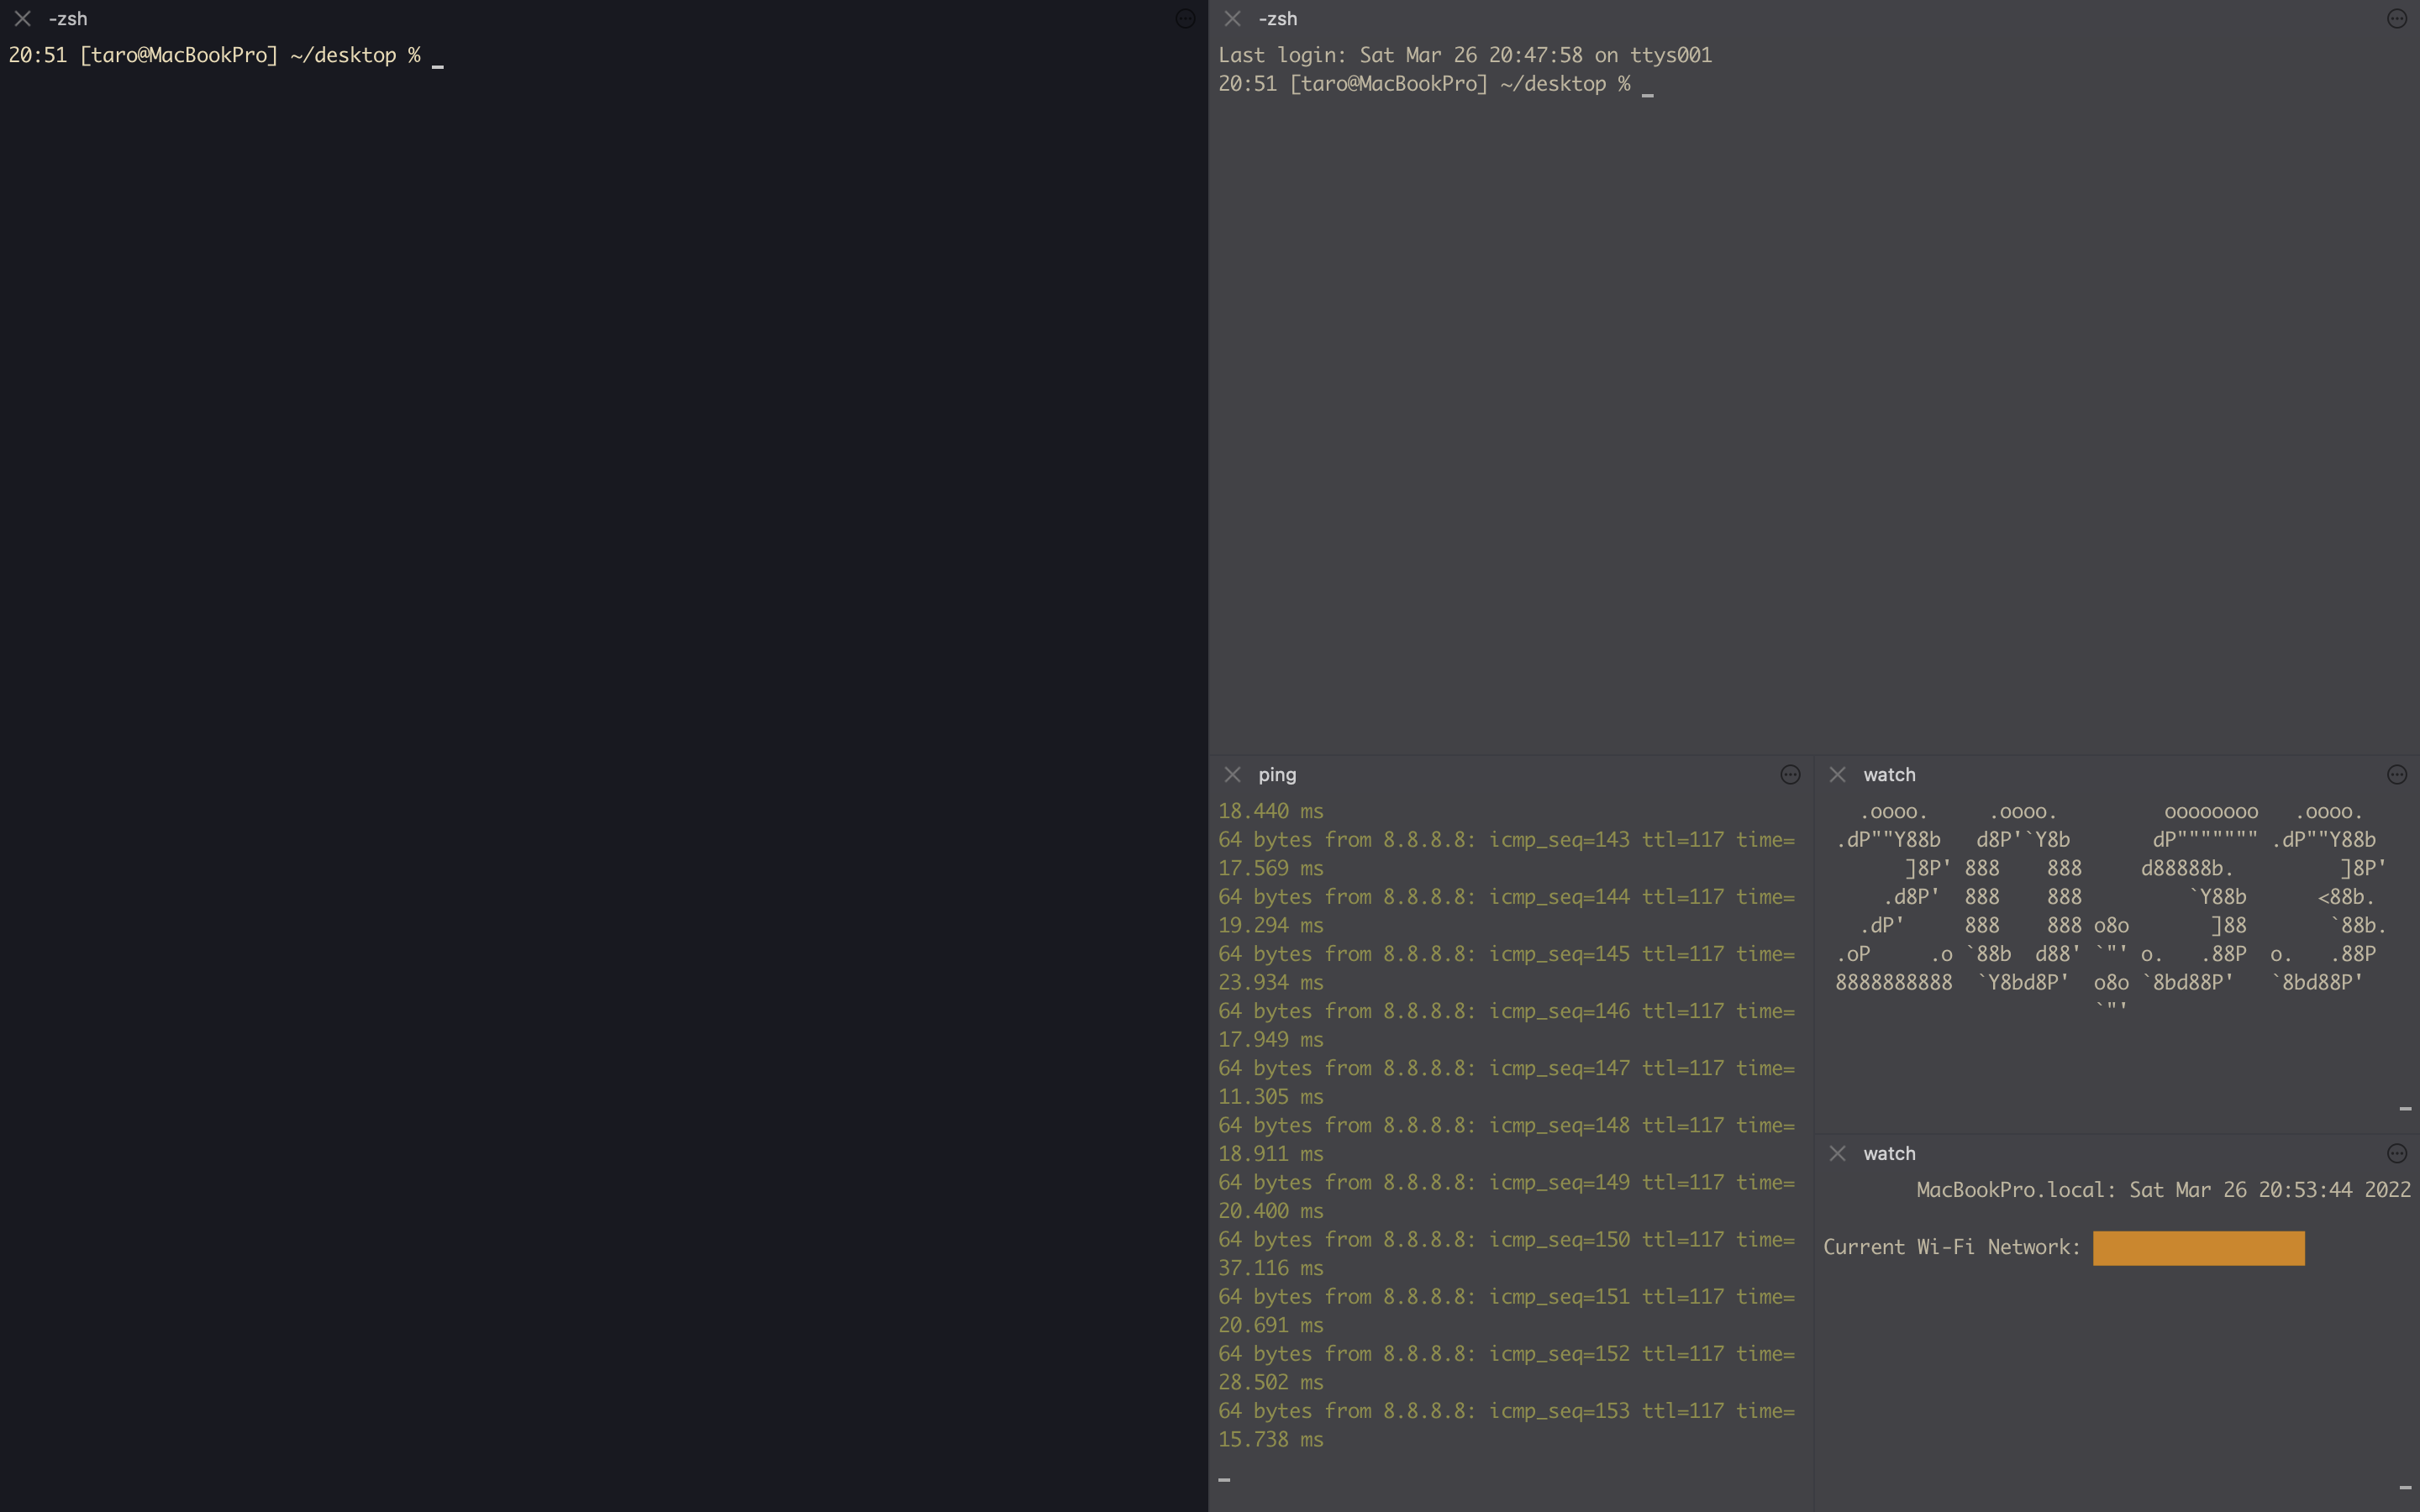 -zsh
20:51 [taro@MacBookPro] ~/desktop % _
-zsh
Last login: Sat Mar 26 20:47:58 on ttys001
20:51 [taro@MacBookPro] ~/desktop % _
ping
18.440 ms
64 bytes from 8.8.8.8: icmp_seq=143 ttl=117 time=
17.569 ms
64 bytes from 8.8.8.8: icmp_seq=144 ttl=117 time=
19.294 ms
64 bytes from 8.8.8.8: icmp_seq=145 ttl=117 time=
23.934 ms
64 bytes from 8.8.8.8: icmp_seq=146 ttl=117 time=
17.949 ms
64 bytes from 8.8.8.8: icmp_seq=147 ttl=117 time=
11.305 ms
64 bytes from 8.8.8.8: icmp_seq=148 ttl=117 time=
18.911 ms
64 bytes from 8.8.8.8: icmp_seq=149 ttl=117 time=
20.400 ms
64 bytes from 8.8.8.8: icmp_seq=150 ttl=117 time=
37.116 ms
64 bytes from 8.8.8.8: icmp_seq=151 ttl=117 time=
20.691 ms
64 bytes from 8.8.8.8: icmp_seq=152 ttl=117 time=
28.502 ms
64 bytes from 8.8.8.8: icmp_seq=153 ttl=117 time=
15.738 ms
_
watch
   .oooo.     .oooo.         oooooooo   .oooo.
 .dP""Y88b   d8P'`Y8b       dP""""""" .dP""Y88b
       ]8P' 888    888     d88888b.         ]8P'
     .d8P'  888    888         `Y88b      <88b.
   .dP'     888    888 o8o       ]88       `88b.
 .oP     .o `88b  d88' `"' o.   .88P  o.   .88P
 8888888888  `Y8bd8P'  o8o `8bd88P'   `8bd88P'
                       `"'
watch
MacBookPro.local: Sat Mar 26 20:53:44 2022
Current Wi-Fi Network: